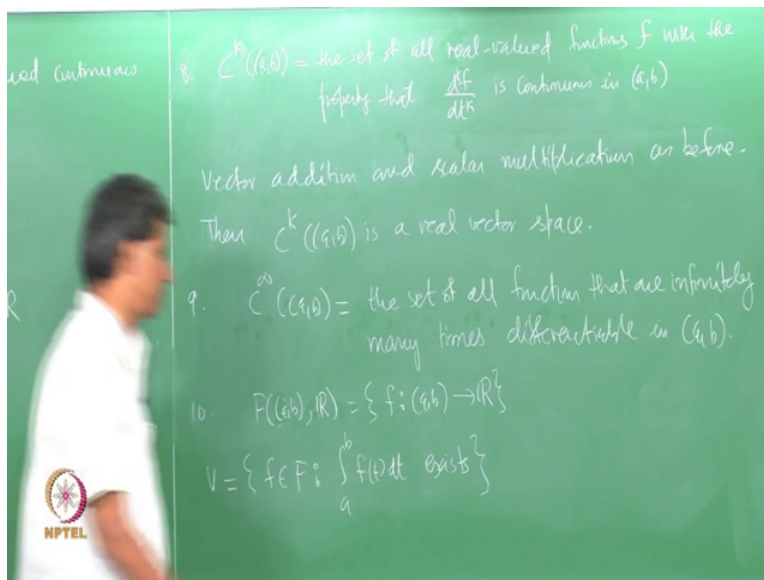 ued continuous
8. C^k((a,b)) = the set of all real-valued functions f with the
property that d^kf/dt^k is continuous in (a,b)
Vector addition and scalar multiplication as before.
Then C^k((a,b)) is a real vector space.
R
9. C^∞((a,b)) = the set of all function that are infinitely
many times differentiable in (a,b).
10. F((a,b), ℝ) = { f : (a,b) → ℝ }
V = { f ∈ F : ∫_a^b f(t) dt exists }
NPTEL